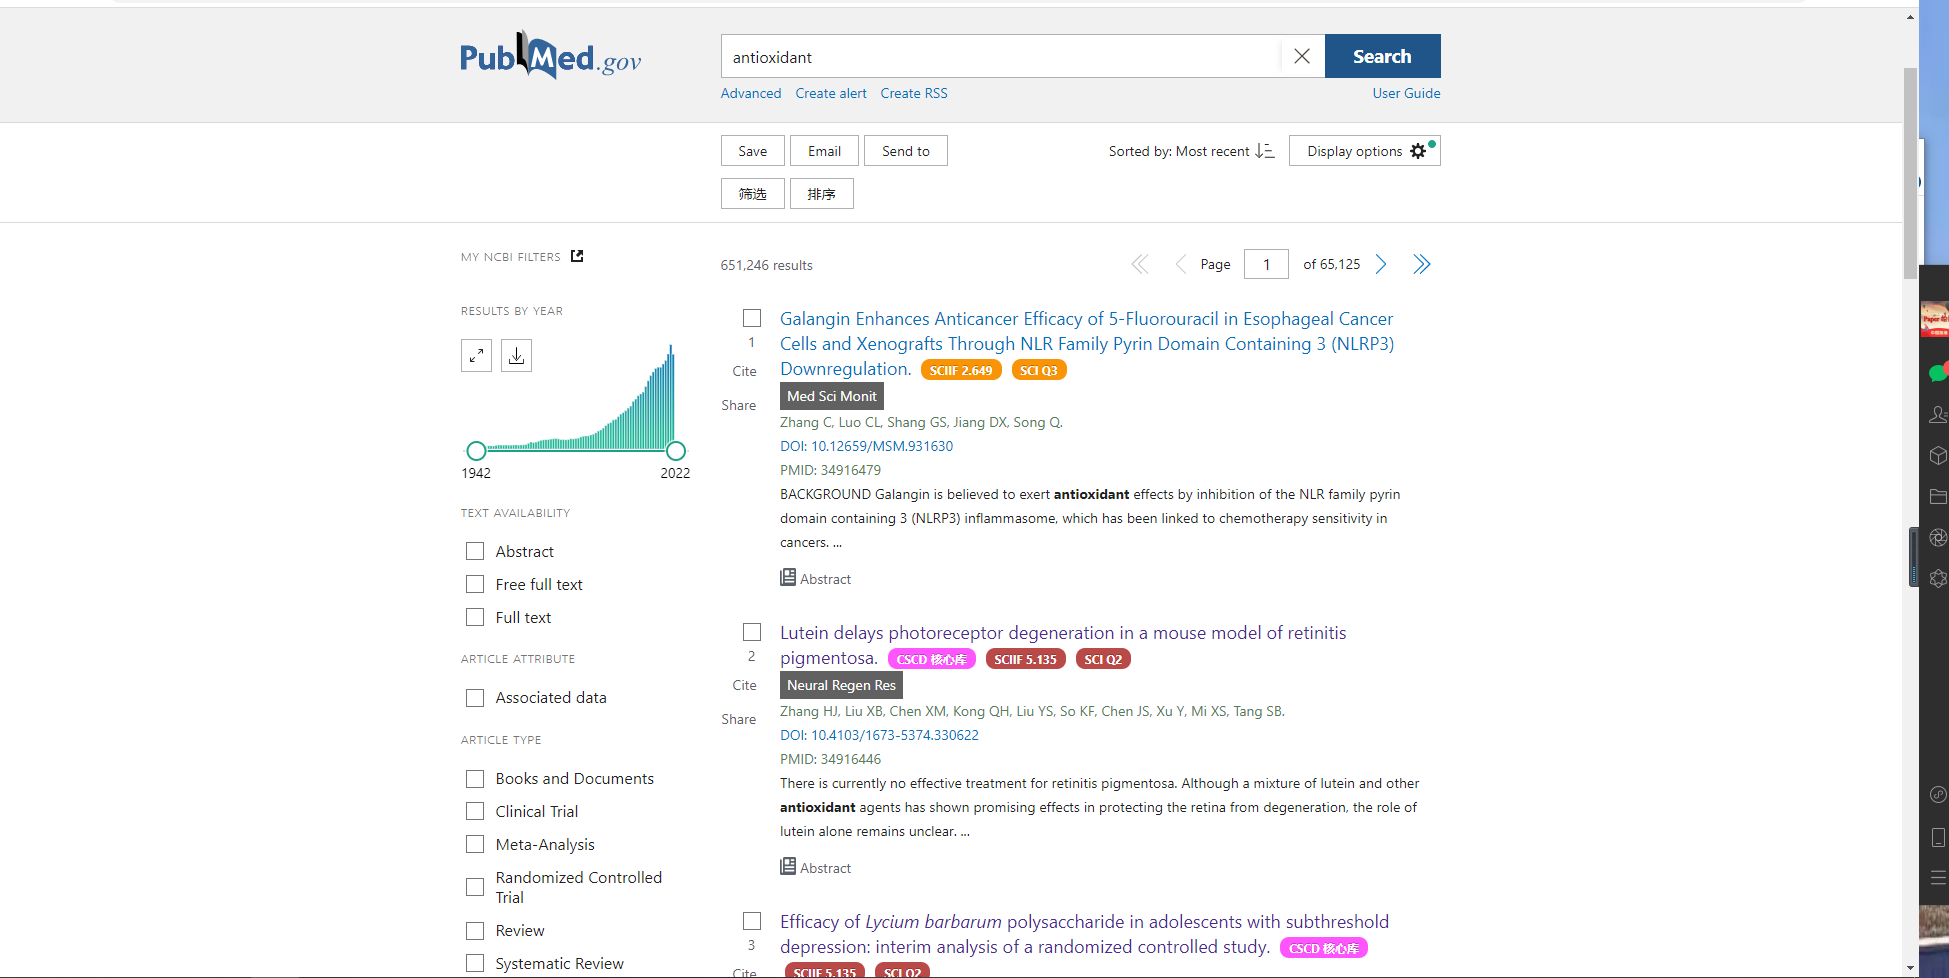 PubMed.gov
antioxidant
Search
Advanced Create alert Create RSS User Guide
Save Email Send to Sorted by: Most recent Display options
筛选 排序
MY NCBI FILTERS
651,246 results Page 1 of 65,125
RESULTS BY YEAR
1942 2022
TEXT AVAILABILITY
Abstract
Free full text
Full text
ARTICLE ATTRIBUTE
Associated data
ARTICLE TYPE
Books and Documents
Clinical Trial
Meta-Analysis
Randomized Controlled
Trial
Review
Systematic Review
1
Cite
Share
Galangin Enhances Anticancer Efficacy of 5-Fluorouracil in Esophageal Cancer
Cells and Xenografts Through NLR Family Pyrin Domain Containing 3 (NLRP3)
Downregulation. SCIIF 2.649 SCI Q3
Med Sci Monit
Zhang C, Luo CL, Shang GS, Jiang DX, Song Q.
DOI: 10.12659/MSM.931630
PMID: 34916479
BACKGROUND Galangin is believed to exert antioxidant effects by inhibition of the NLR family pyrin
domain containing 3 (NLRP3) inflammasome, which has been linked to chemotherapy sensitivity in
cancers. ...
Abstract
2
Cite
Share
Lutein delays photoreceptor degeneration in a mouse model of retinitis
pigmentosa. CSCD 核心库 SCIIF 5.135 SCI Q2
Neural Regen Res
Zhang HJ, Liu XB, Chen XM, Kong QH, Liu YS, So KF, Chen JS, Xu Y, Mi XS, Tang SB.
DOI: 10.4103/1673-5374.330622
PMID: 34916446
There is currently no effective treatment for retinitis pigmentosa. Although a mixture of lutein and other
antioxidant agents has shown promising effects in protecting the retina from degeneration, the role of
lutein alone remains unclear. ...
Abstract
3
Cite
Efficacy of Lycium barbarum polysaccharide in adolescents with subthreshold
depression: interim analysis of a randomized controlled study. CSCD 核心库
SCIIF 5.135 SCI Q2